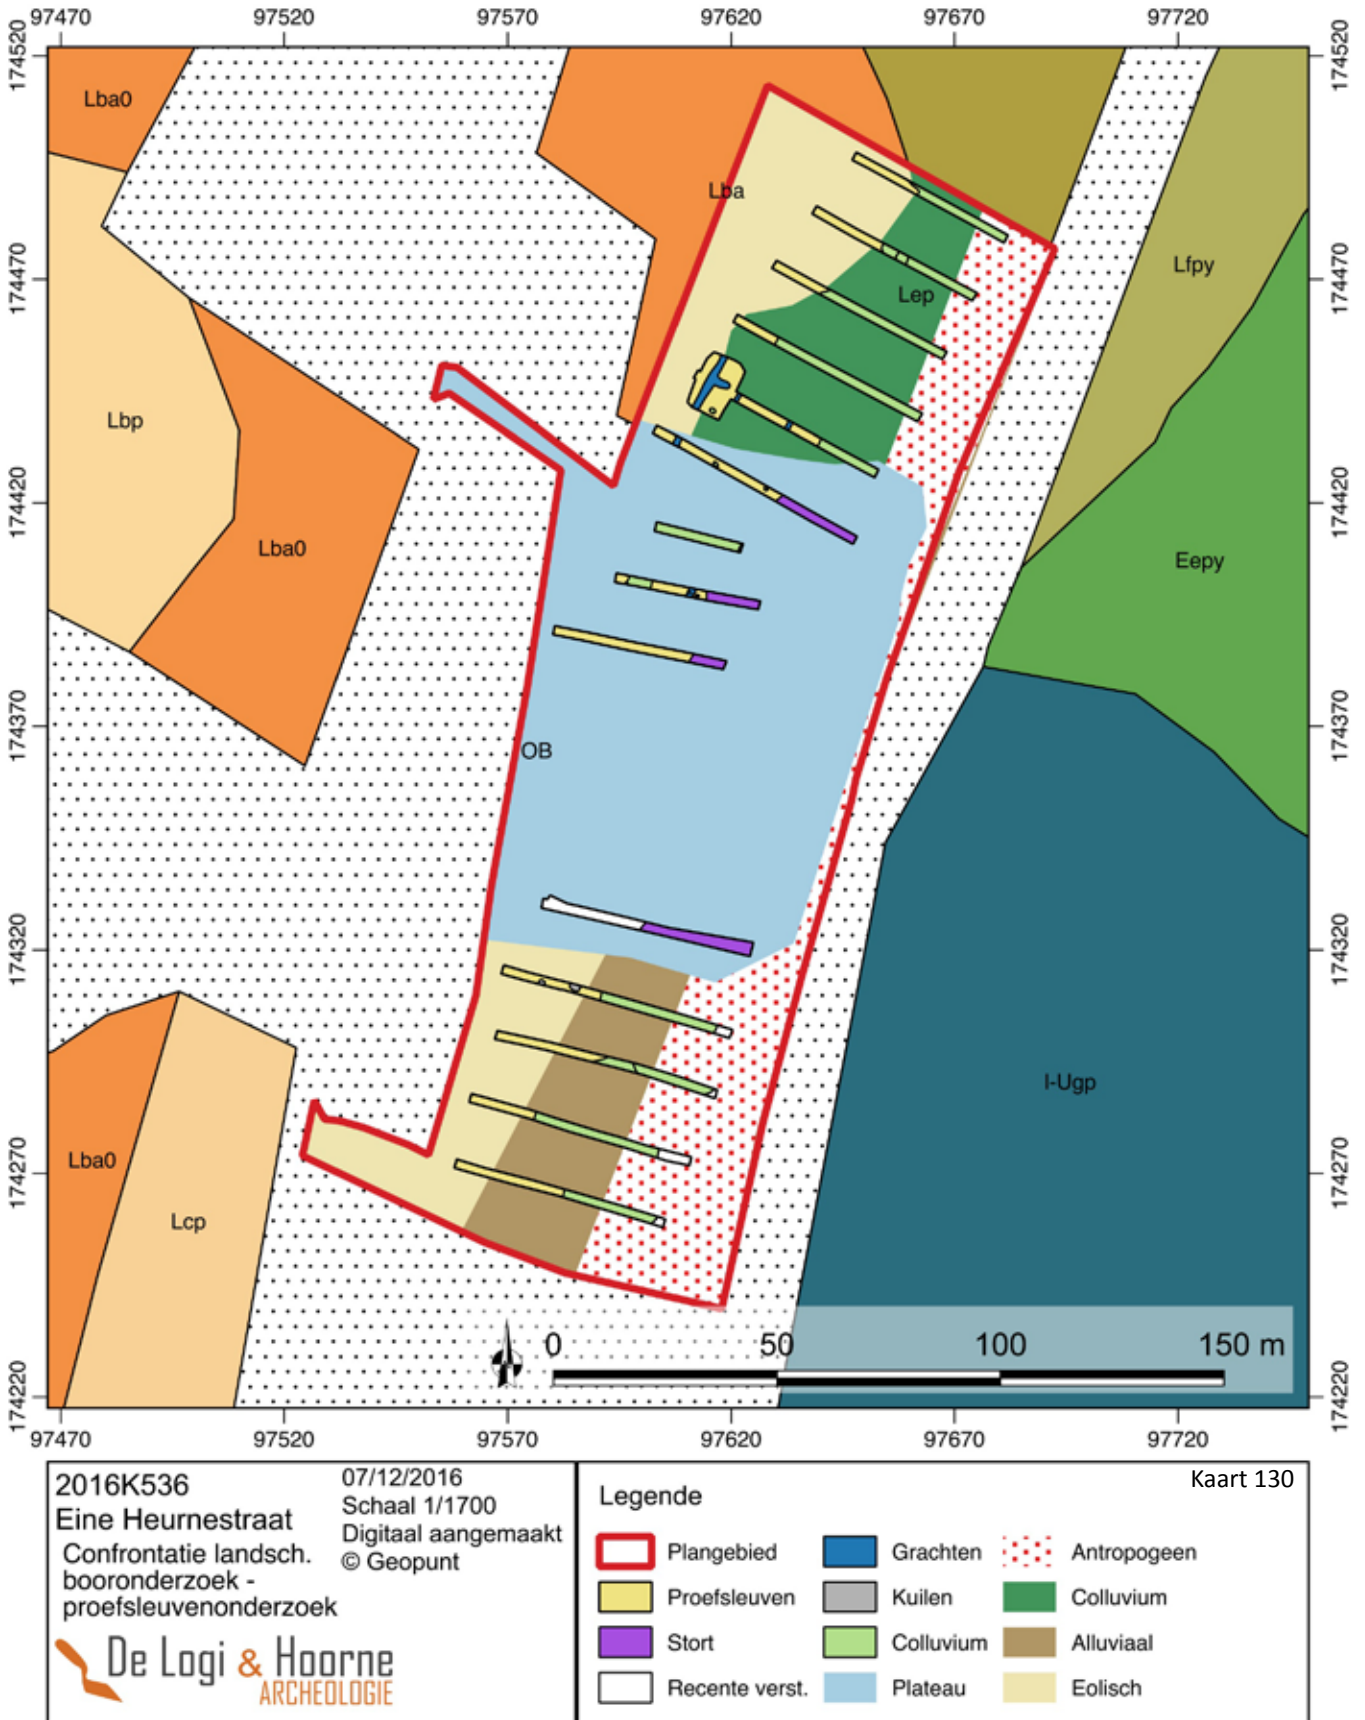 97470 97520 97570 97620 97670 97720
174520 174520
Lba0
Lba
Lfpy
174470 174470
Lep
Lbp
174420 174420
Lba0
Eepy
174370 174370
OB
174320 174320
I-Ugp
Lba0
174270 174270
Lcp
0 50 100 150 m
174220 174220
97470 97520 97570 97620 97670 97720
2016K536
Eine Heurnestraat
Confrontatie landsch.
booronderzoek -
proefsleuvenonderzoek
07/12/2016
Schaal 1/1700
Digitaal aangemaakt
© Geopunt
De Logi & Hoorne
ARCHEOLOGIE
Kaart 130
Legende
Plangebied Grachten Antropogeen
Proefsleuven Kuilen Colluvium
Stort Colluvium Alluviaal
Recente verst. Plateau Eolisch